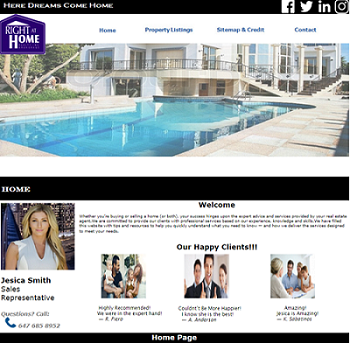 HERE DREAMS COME HOME
RIGHT AT HOME
Home
Property Listings
Sitemap & Credit
Contact
HOME
Welcome
Whether you're buying or selling a home (or both), your success hinges upon the expert advice and services provided by your real estate
agent.We are committed to provide our clients with professional services based on our experience, knowledge and skills.We have filled
this website with tips and resources to help you quickly understand what you need to know — and how we deliver the services designed
to meet your needs.
Our Happy Clients!!!
Jesica Smith
Sales
Representative
Questions? Call:
647 685 8952
Highly Recommended!
We were in the expert hand!
— R. Piera
Couldn't Be More Happier!
I know she is the best!
— A. Anderson
Amazing!
Jesica is Amazing!
— K. Sabatinos
Home Page